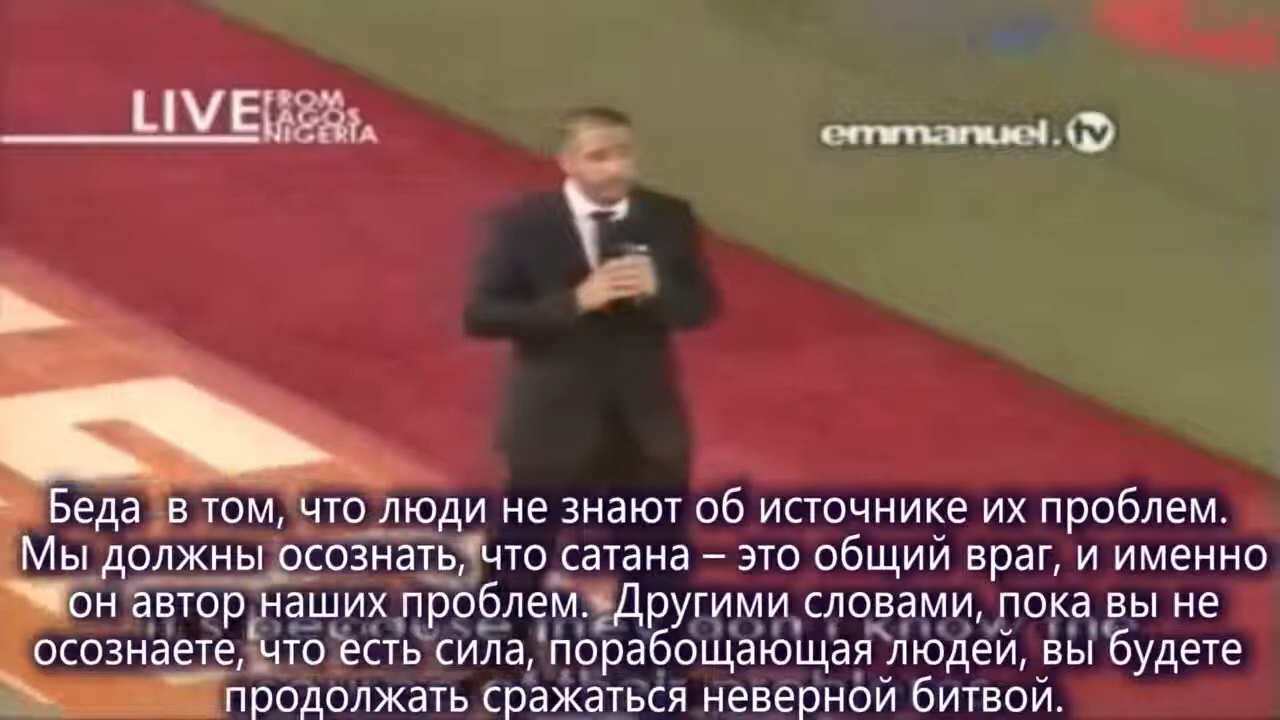 LIVE FROM
LAGOS
NIGERIA
emmanuel.tv
Беда в том, что люди не знают об источнике их проблем.
Мы должны осознать, что сатана – это общий враг, и именно
он автор наших проблем. Другими словами, пока вы не
осознаете, что есть сила, порабощающая людей, вы будете
продолжать сражаться неверной битвой.